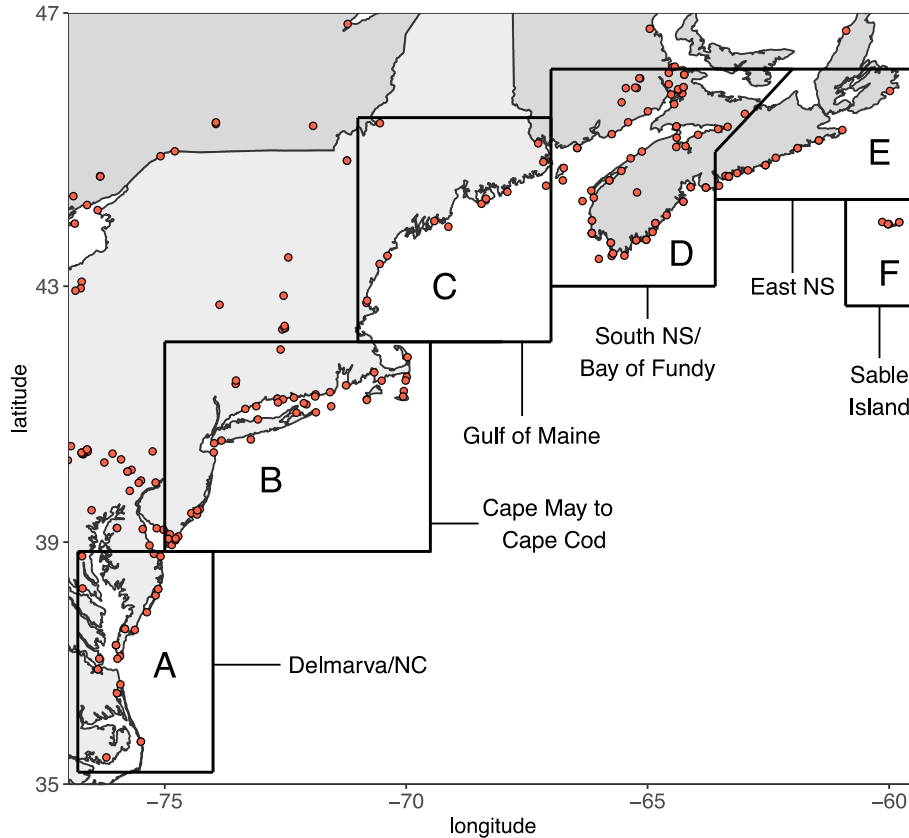 47
43
39
35
latitude
E
F
D
C
B
A
East NS
South NS/
Bay of Fundy
Sable
Island
Gulf of Maine
Cape May to
Cape Cod
Delmarva/NC
−75
−70
−65
−60
longitude